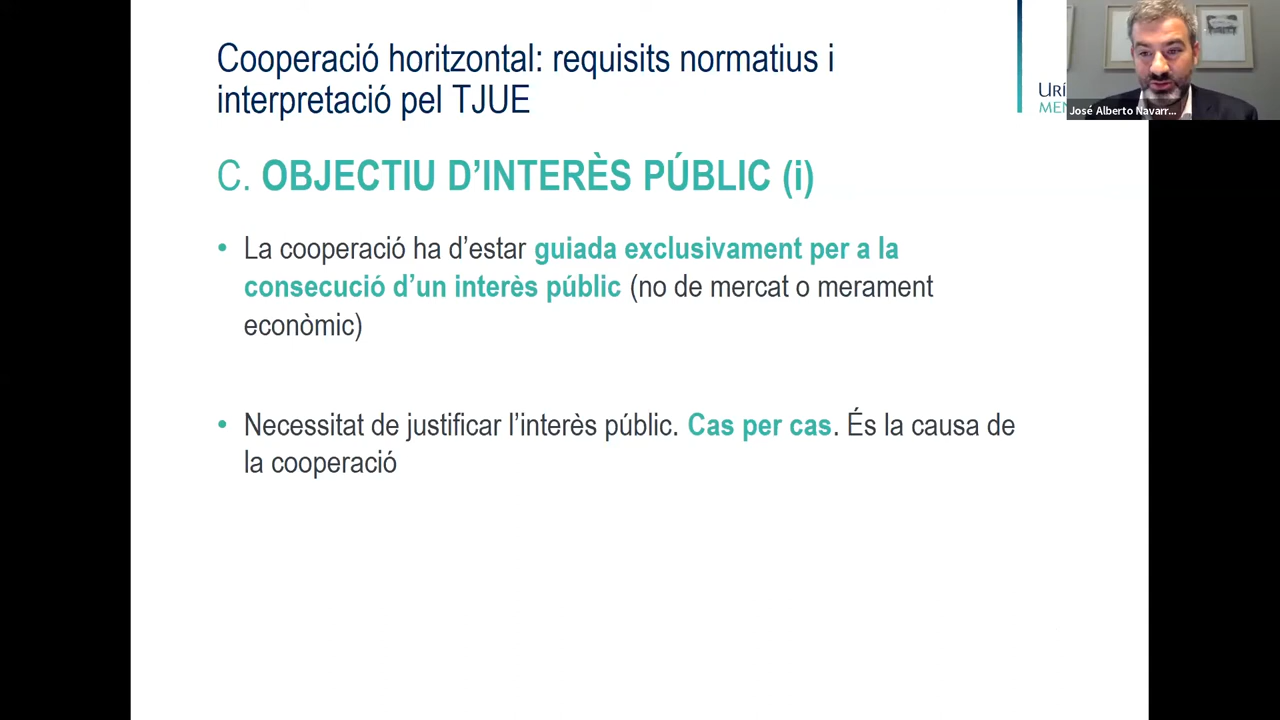 Cooperació horitzontal: requisits normatius i
interpretació pel TJUE
C. OBJECTIU D’INTERÈS PÚBLIC (i)
• La cooperació ha d’estar guiada exclusivament per a la
consecució d’un interès públic (no de mercat o merament
econòmic)
• Necessitat de justificar l’interès públic. Cas per cas. És la causa de
la cooperació
José Alberto Navarr...